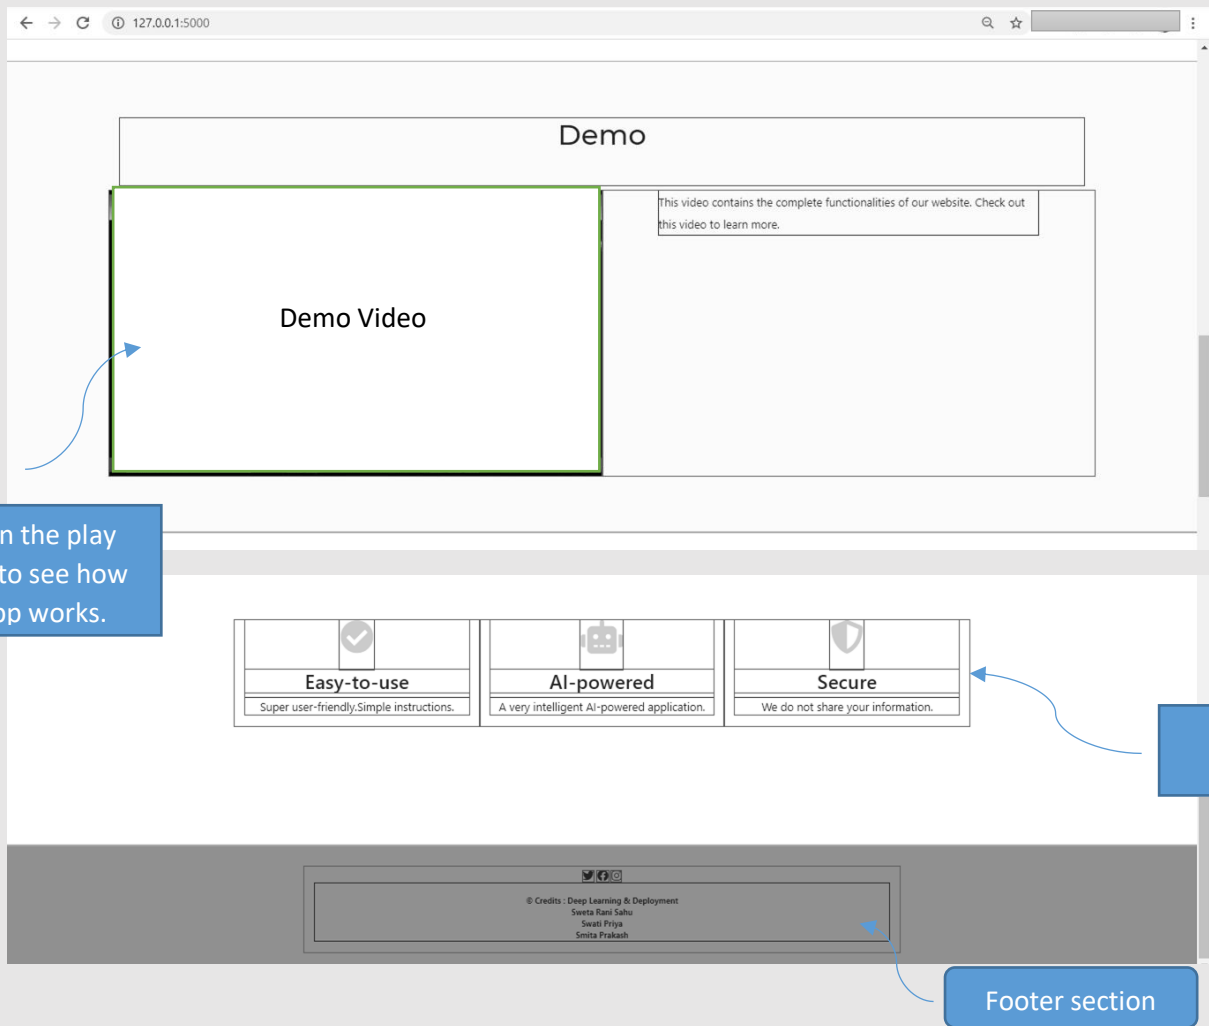 127.0.0.1:5000
Demo
This video contains the complete functionalities of our website. Check out
this video to learn more.
Demo Video
n the play
to see how
pp works.
Easy-to-use
Super user-friendly.Simple instructions.
AI-powered
A very intelligent AI-powered application.
Secure
We do not share your information.
© Credits : Deep Learning & Deployment
Sweta Rani Sahu
Swati Priya
Smita Prakash
Footer section